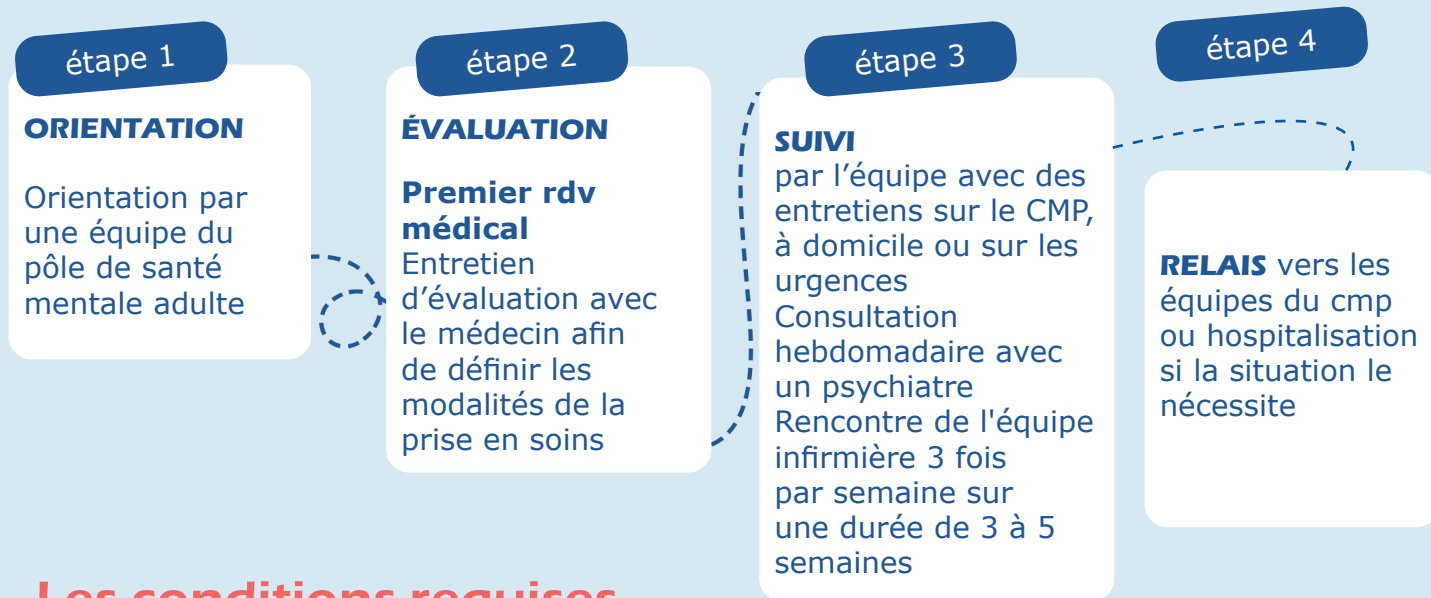 étape 1
ORIENTATION
Orientation par
une équipe du
pôle de santé
mentale adulte
étape 2
ÉVALUATION
Premier rdv
médical
Entretien
d'évaluation avec
le médecin afin
de définir les
modalités de la
prise en soins
étape 3
SUIVI
par l'équipe avec des
entretiens sur le CMP,
à domicile ou sur les
urgences
Consultation
hebdomadaire avec
un psychiatre
Rencontre de l'équipe
infirmière 3 fois
par semaine sur
une durée de 3 à 5
semaines
étape 4
RELAIS vers les
équipes du cmp
ou hospitalisation
si la situation le
nécessite
Les conditions requises